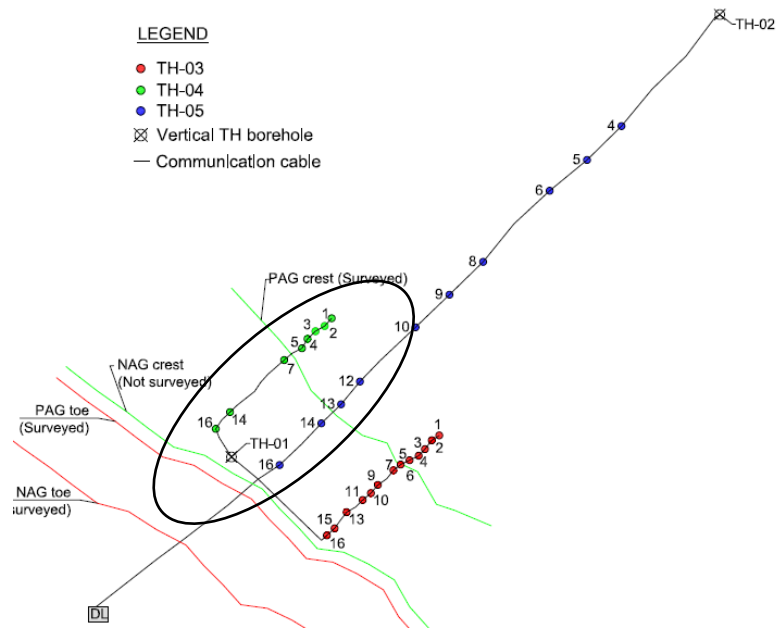 LEGEND
TH-03
TH-04
TH-05
Vertical TH borehole
Communication cable
TH-02
4
5
6
8
9
10
12
13
14
16
PAG crest (Surveyed)
1
2
3
4
5
7
14
16
TH-01
NAG crest
(Not surveyed)
PAG toe
(Surveyed)
NAG toe
surveyed)
1
2
3
4
5
6
7
9
10
11
13
15
16
DL